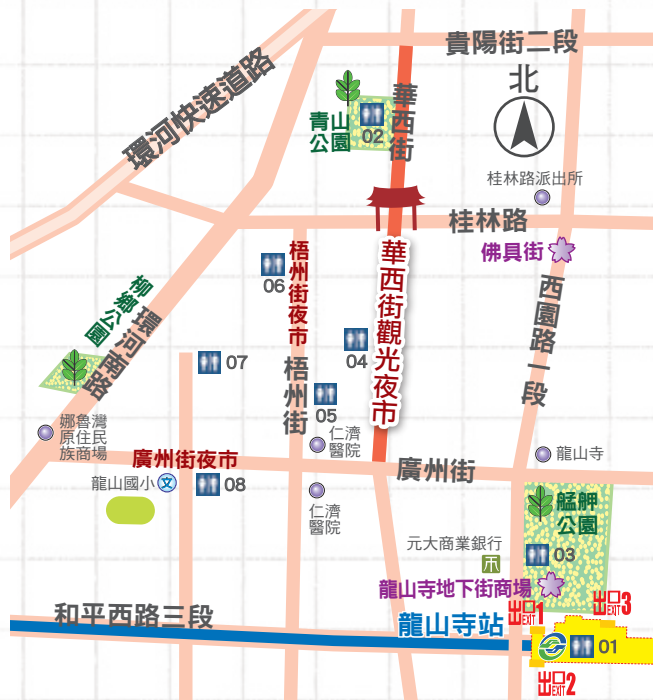 貴陽街二段
北
環河快速道路
華西街
青山
公園
02
桂林路派出所
桂林路
佛具街
梧州街夜市
06
華西街觀光夜市
西園路一段
柳鄉公園
環河南路
04
07
梧州街
05
娜魯灣
原住民
族商場
仁濟
醫院
龍山寺
廣州街夜市
廣州街
龍山國小
文
08
仁濟
醫院
艋舺
公園
03
元大商業銀行
龍山寺地下街商場
出口1
EXIT
出口3
EXIT
和平西路三段
龍山寺站
01
出口2
EXIT